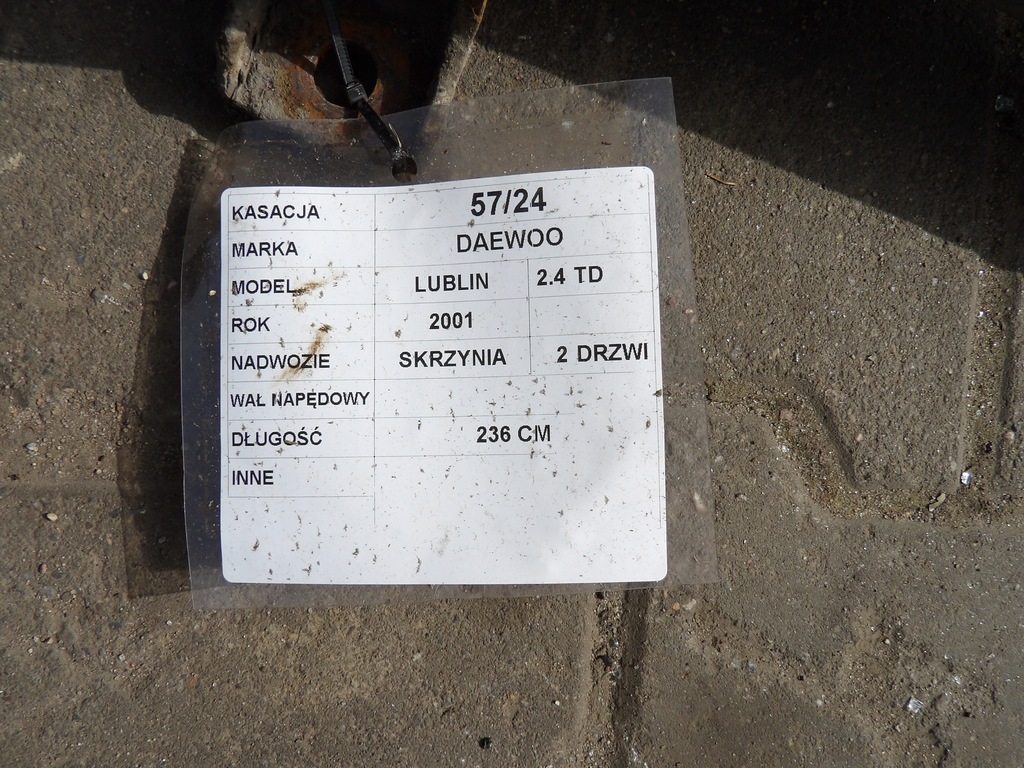 KASACJA 57/24
MARKA DAEWOO
MODEL LUBLIN 2.4 TD
ROK 2001
NADWOZIE SKRZYNIA 2 DRZWI
WAŁ NAPĘDOWY
DŁUGOŚĆ 236 CM
INNE